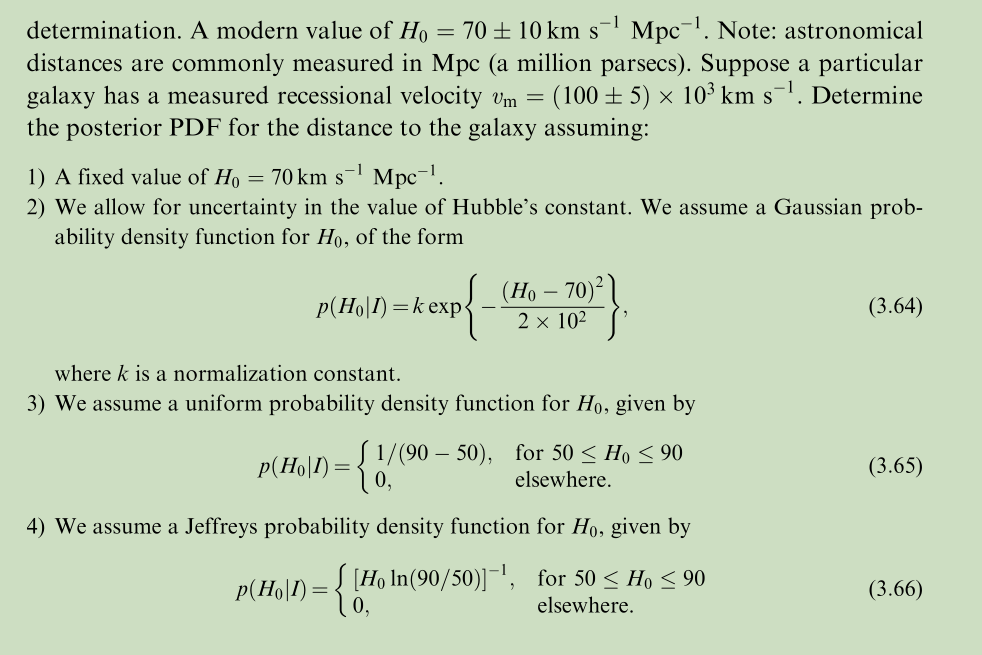 determination. A modern value of H₀ = 70 ± 10 km s⁻¹ Mpc⁻¹. Note: astronomical
distances are commonly measured in Mpc (a million parsecs). Suppose a particular
galaxy has a measured recessional velocity vₘ = (100 ± 5) × 10³ km s⁻¹. Determine
the posterior PDF for the distance to the galaxy assuming:
1) A fixed value of H₀ = 70 km s⁻¹ Mpc⁻¹.
2) We allow for uncertainty in the value of Hubble's constant. We assume a Gaussian prob-
ability density function for H₀, of the form
p(H₀|I) = k exp{−(H₀ − 70)²/(2 × 10²)}, (3.64)
where k is a normalization constant.
3) We assume a uniform probability density function for H₀, given by
p(H₀|I) = { 1/(90 − 50), for 50 ≤ H₀ ≤ 90
0, elsewhere. (3.65)
4) We assume a Jeffreys probability density function for H₀, given by
p(H₀|I) = { [H₀ ln(90/50)]⁻¹, for 50 ≤ H₀ ≤ 90
0, elsewhere. (3.66)